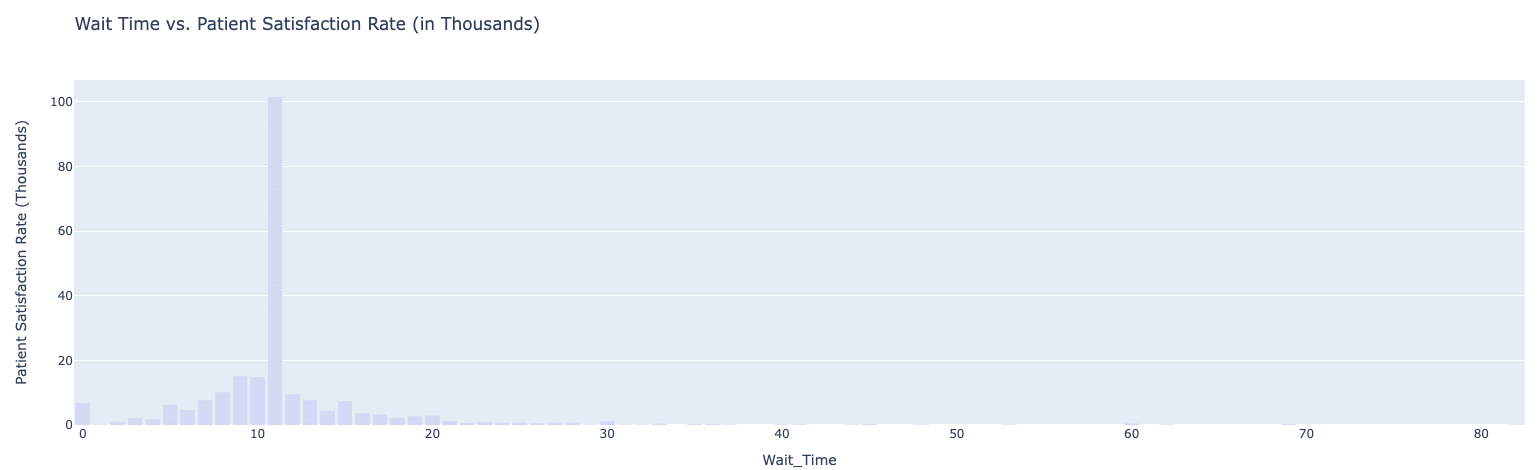 Wait Time vs. Patient Satisfaction Rate (in Thousands)
Patient Satisfaction Rate (Thousands)
100
80
60
40
20
0
0 10 20 30 40 50 60 70 80
Wait_Time